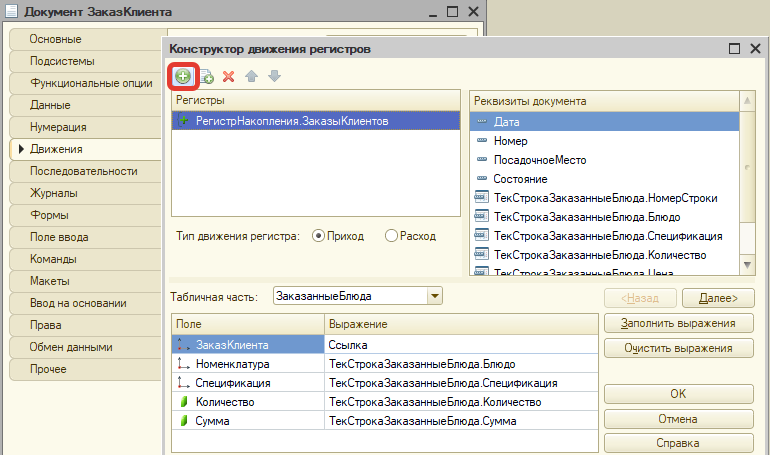 Документ ЗаказКлиента
Основные
Подсистемы
Функциональные опции
Данные
Нумерация
Движения
Последовательности
Журналы
Формы
Поле ввода
Команды
Макеты
Ввод на основании
Права
Обмен данными
Прочее
Конструктор движения регистров
Регистры
РегистрНакопления.ЗаказыКлиентов
Реквизиты документа
Дата
Номер
ПосадочноеМесто
Состояние
ТекСтрокаЗаказанныеБлюда.НомерСтроки
ТекСтрокаЗаказанныеБлюда.Блюдо
ТекСтрокаЗаказанныеБлюда.Спецификация
ТекСтрокаЗаказанныеБлюда.Количество
ТекСтрокаЗаказанныеБлюда.Цена
Тип движения регистра: Приход Расход
Табличная часть: ЗаказанныеБлюда
<Назад Далее>
Поле Выражение
ЗаказКлиента Ссылка
Номенклатура ТекСтрокаЗаказанныеБлюда.Блюдо
Спецификация ТекСтрокаЗаказанныеБлюда.Спецификация
Количество ТекСтрокаЗаказанныеБлюда.Количество
Сумма ТекСтрокаЗаказанныеБлюда.Сумма
Заполнить выражения
Очистить выражения
OK
Отмена
Справка